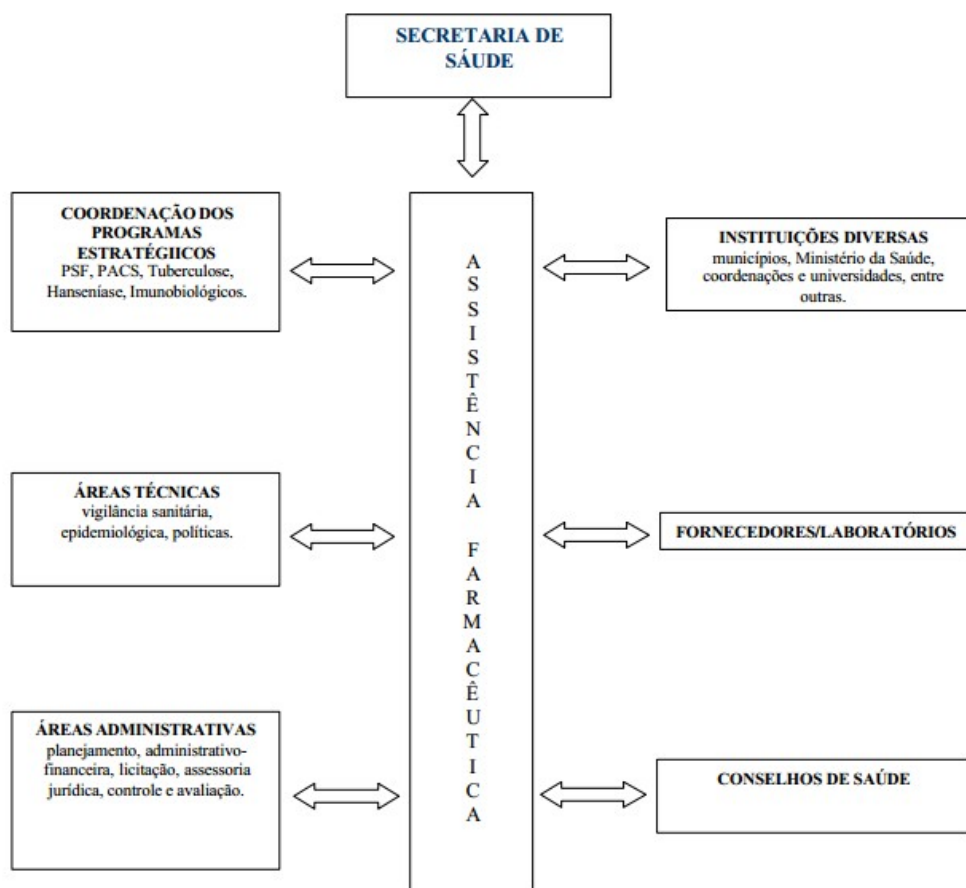 SECRETARIA DE
SÁUDE
COORDENAÇÃO DOS
PROGRAMAS
ESTRATÉGIICOS
PSF, PACS, Tuberculose,
Hanseníase, Imunobiológicos.
ÁREAS TÉCNICAS
vigilância sanitária,
epidemiológica, políticas.
ÁREAS ADMINISTRATIVAS
planejamento, administrativo-
financeira, licitação, assessoria
jurídica, controle e avaliação.
ASSISTÊNCIA FARMACÊUTICA
INSTITUIÇÕES DIVERSAS
municípios, Ministério da Saúde,
coordenações e universidades, entre
outras.
FORNECEDORES/LABORATÓRIOS
CONSELHOS DE SAÚDE